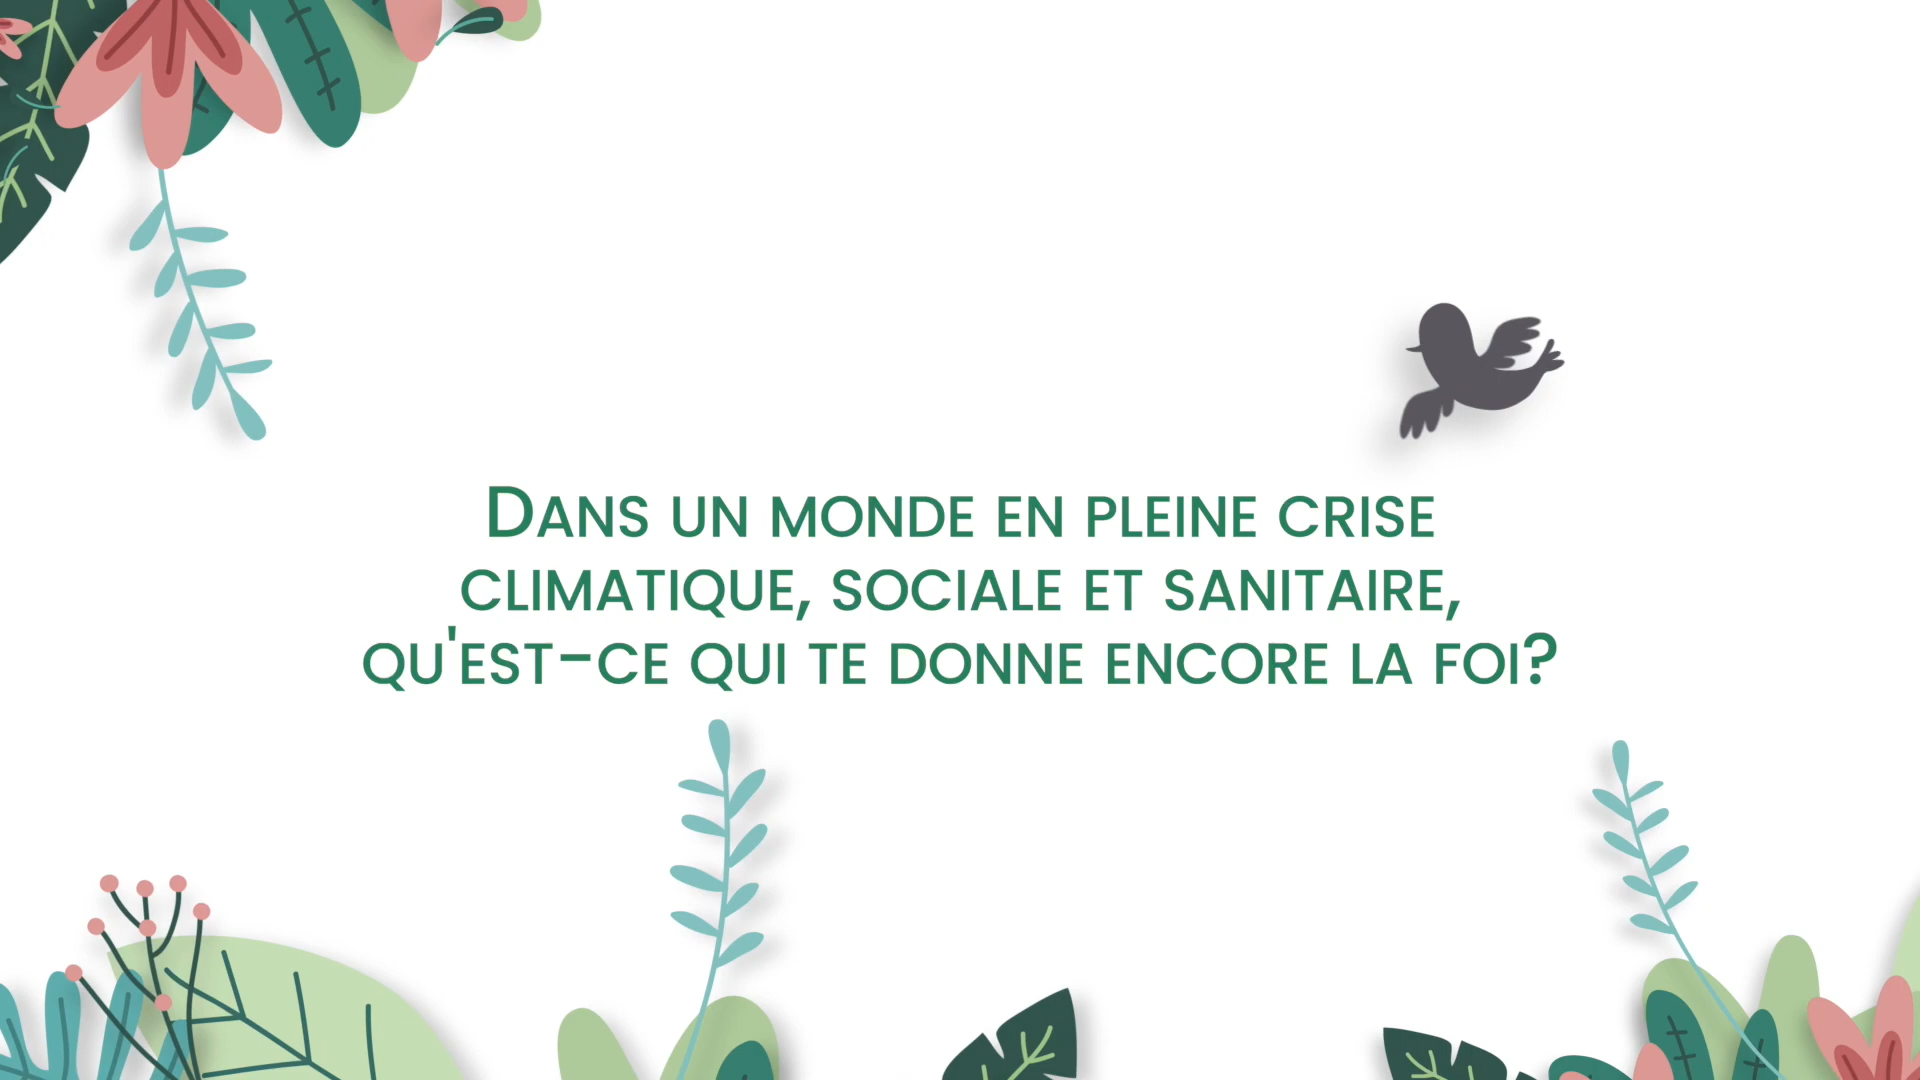 Dans un monde en pleine crise
climatique, sociale et sanitaire,
qu'est-ce qui te donne encore la foi?